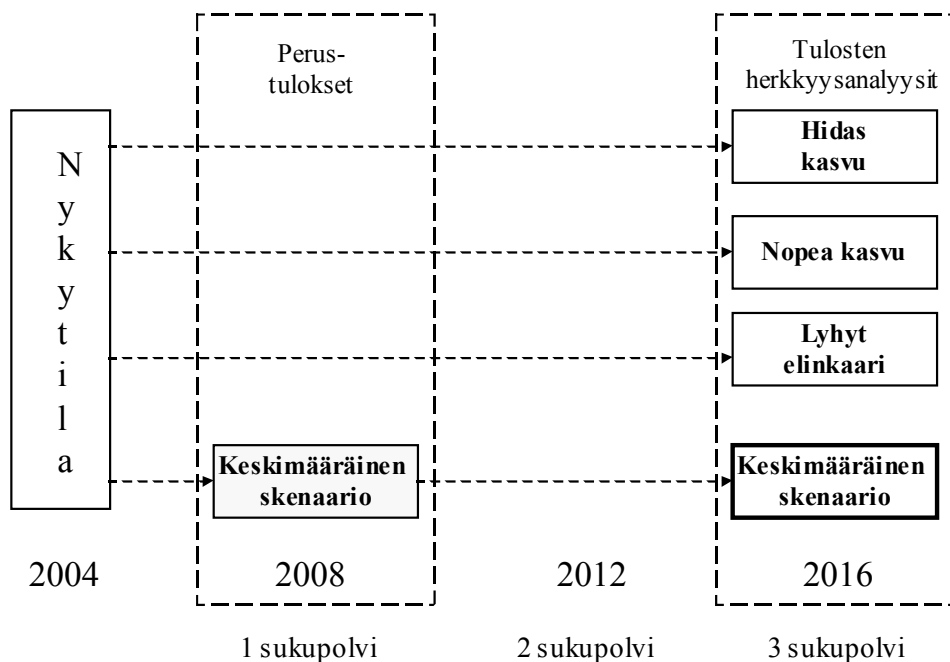 Perus-
tulokset
Tulosten
herkkyysanalyysit
Nykytila
Hidas
kasvu
Nopea kasvu
Lyhyt
elinkaari
Keskimääräinen
skenaario
Keskimääräinen
skenaario
2004
2008
2012
2016
1 sukupolvi
2 sukupolvi
3 sukupolvi